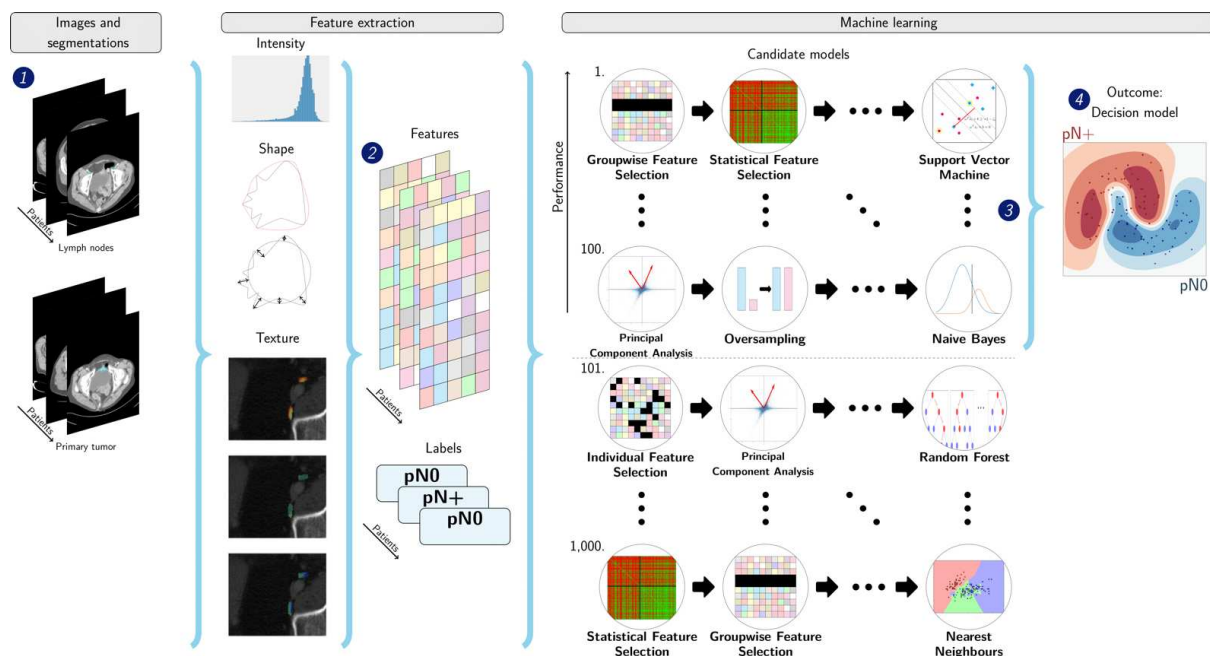 Images and
segmentations
1
Patients
Lymph nodes
Patients
Primary tumor
Feature extraction
Intensity
Shape
Texture
2
Features
Patients
Labels
pN0
pN+
pN0
Patients
Machine learning
Candidate models
Performance
1.
Groupwise Feature
Selection
Statistical Feature
Selection
Support Vector
Machine
3
100.
Principal
Component Analysis
Oversampling
Naive Bayes
101.
Individual Feature
Selection
Principal
Component Analysis
Random Forest
1,000.
Statistical Feature
Selection
Groupwise Feature
Selection
Nearest
Neighbours
4
Outcome:
Decision model
pN+
pN0